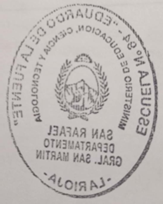 ESCUELA Nº 94 - "EDUARDO DE LA FUENTE"
MINISTERIO DE EDUCACION, CIENCIA Y TECNOLOGIA
SAN RAFAEL
DEPARTAMENTO
GRAL. SAN MARTIN
-LA RIOJA-